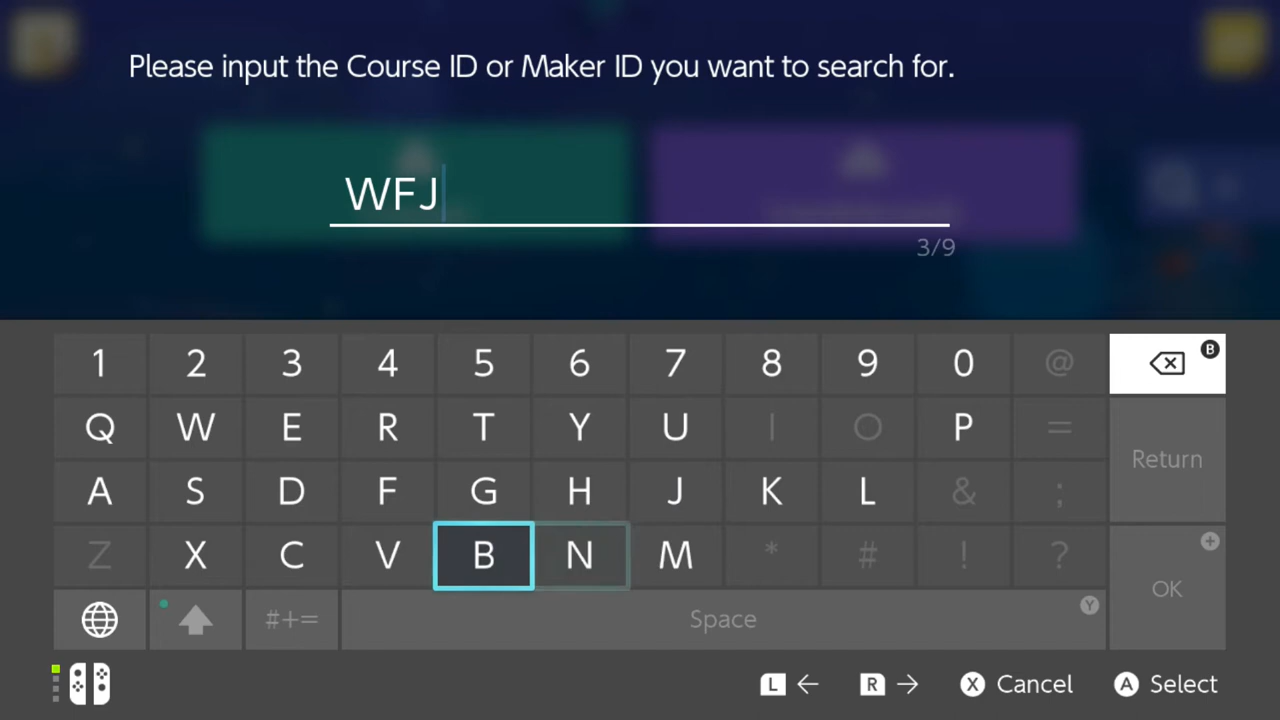 Please input the Course ID or Maker ID you want to search for.
WFJ
3/9
1 2 3 4 5 6 7 8 9 0 @ B
Q W E R T Y U I O P =
Return
A S D F G H J K L & ;
Z X C V B N M * # ! ? +
OK
#+= Space Y
L ← R → X Cancel A Select